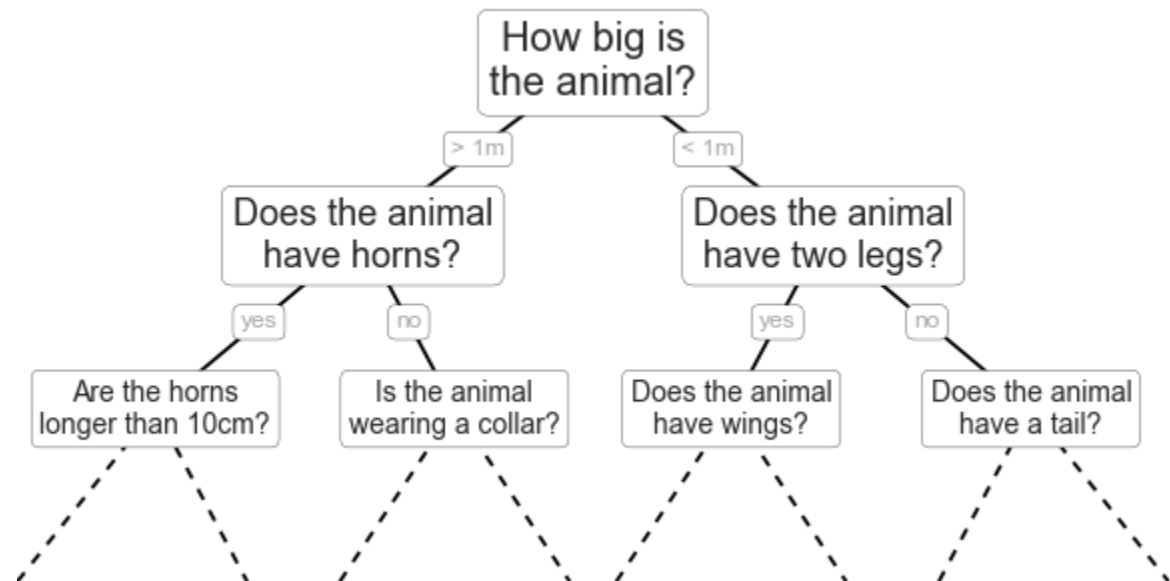 How big is
the animal?
> 1m
< 1m
Does the animal
have horns?
Does the animal
have two legs?
yes
no
yes
no
Are the horns
longer than 10cm?
Is the animal
wearing a collar?
Does the animal
have wings?
Does the animal
have a tail?